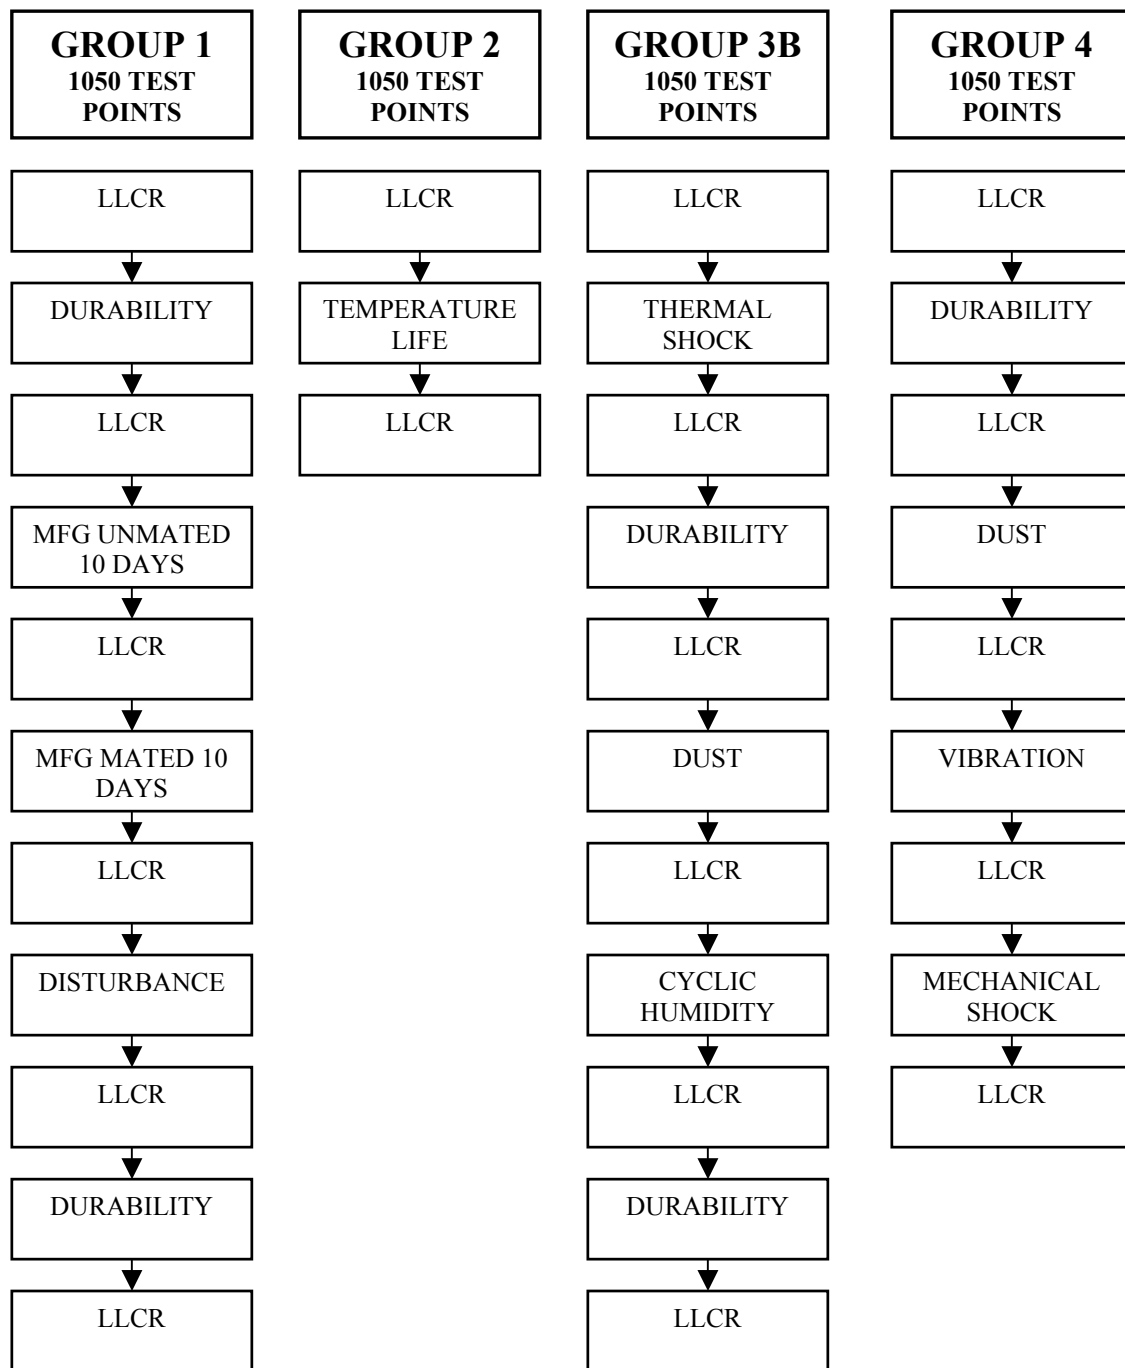 GROUP 1
1050 TEST
POINTS
LLCR
DURABILITY
LLCR
MFG UNMATED
10 DAYS
LLCR
MFG MATED 10
DAYS
LLCR
DISTURBANCE
LLCR
DURABILITY
LLCR
GROUP 2
1050 TEST
POINTS
LLCR
TEMPERATURE
LIFE
LLCR
GROUP 3B
1050 TEST
POINTS
LLCR
THERMAL
SHOCK
LLCR
DURABILITY
LLCR
DUST
LLCR
CYCLIC
HUMIDITY
LLCR
DURABILITY
LLCR
GROUP 4
1050 TEST
POINTS
LLCR
DURABILITY
LLCR
DUST
LLCR
VIBRATION
LLCR
MECHANICAL
SHOCK
LLCR